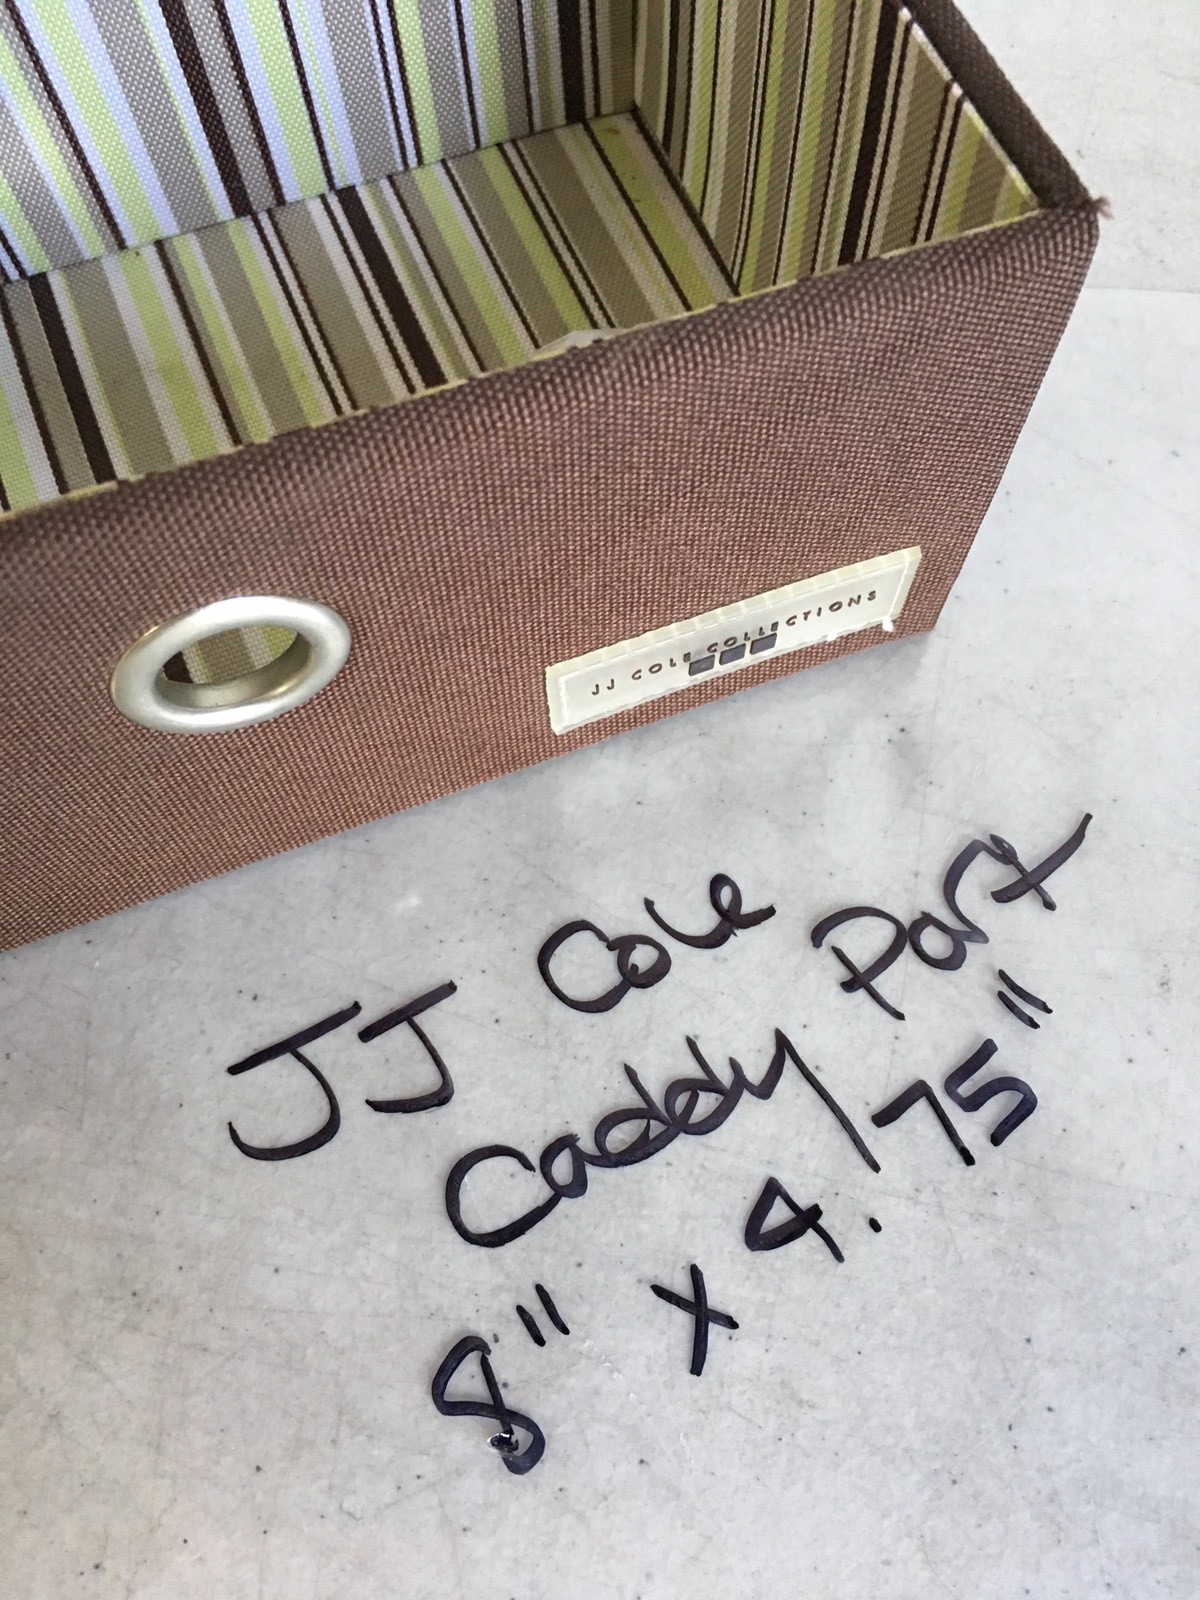 JJ COLE COLLECTIONS
JJ Cole
Caddy Part
8" x 4.75"